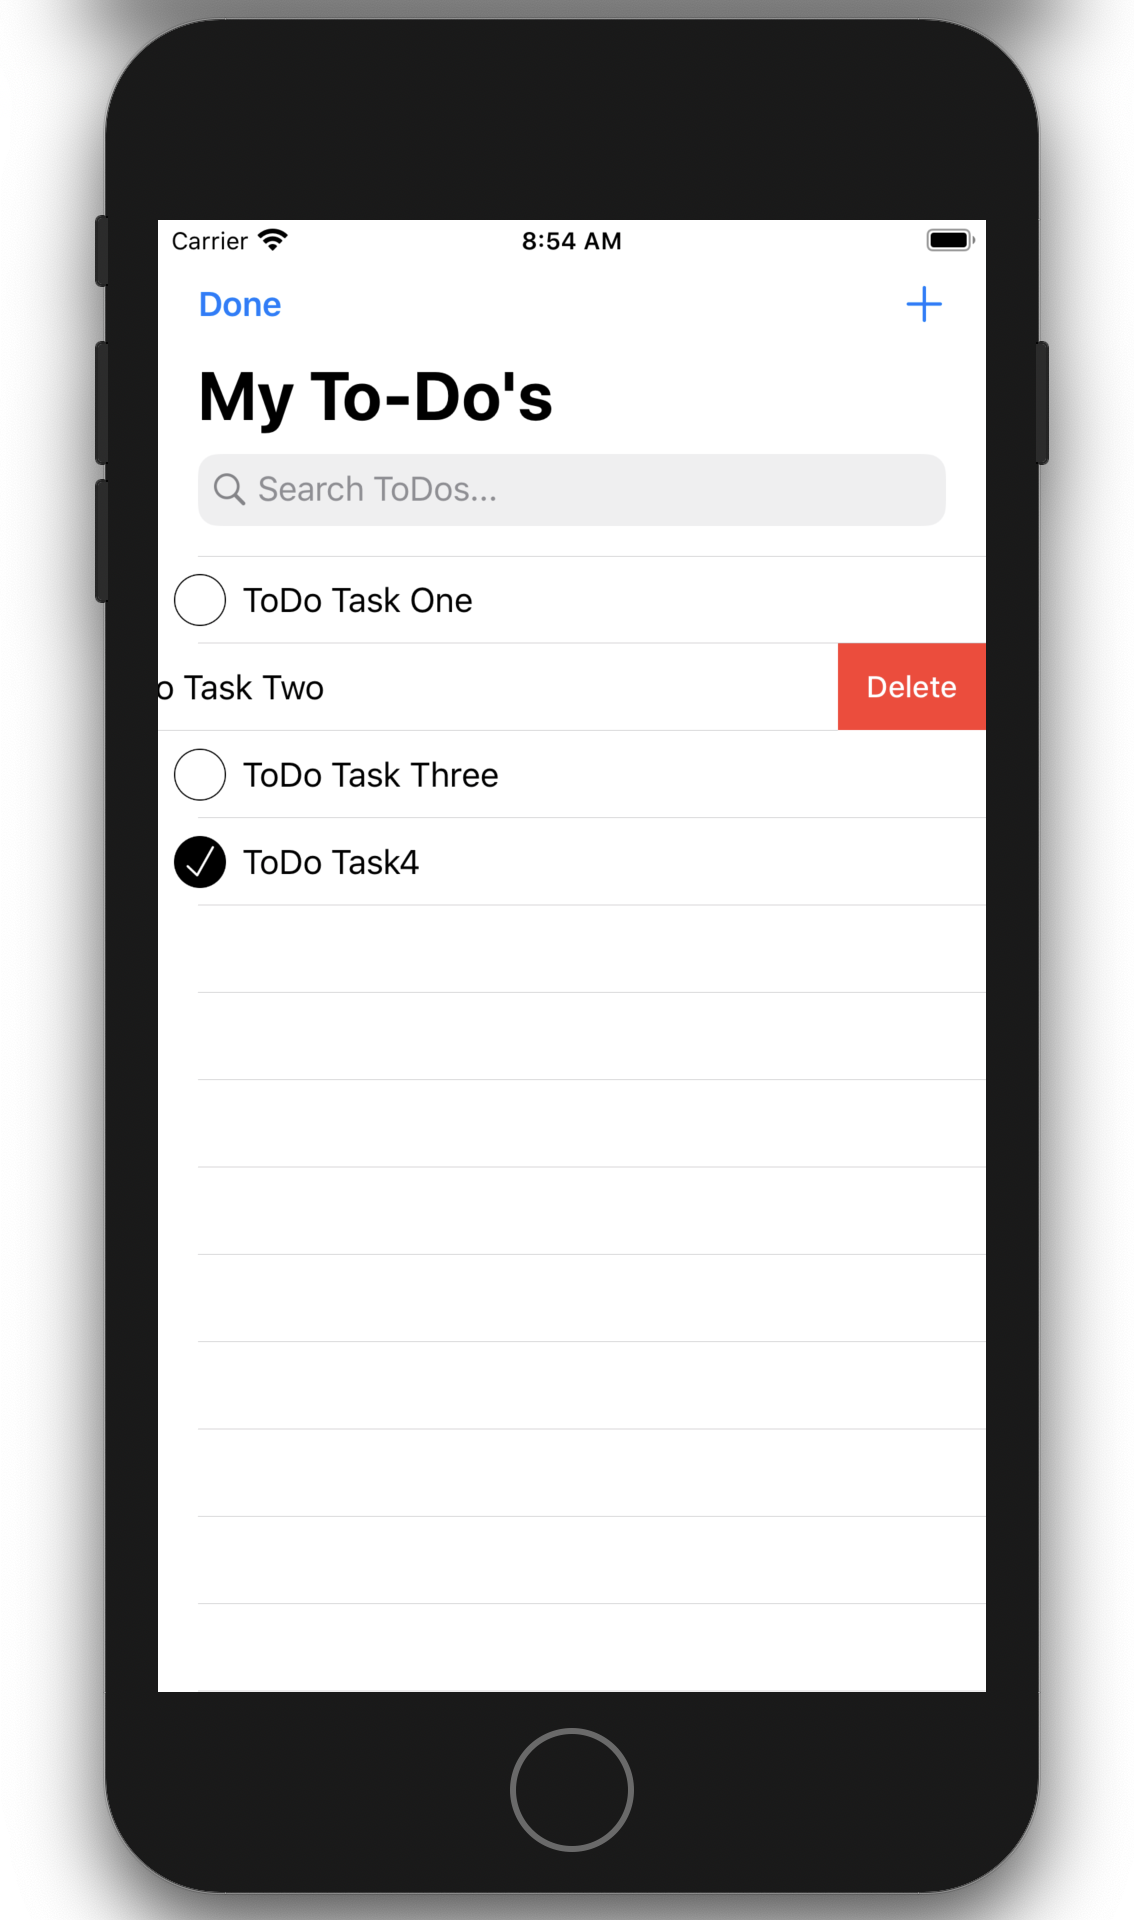 Carrier 8:54 AM
Done +
My To-Do's
Search ToDos...
ToDo Task One
o Task Two Delete
ToDo Task Three
ToDo Task4